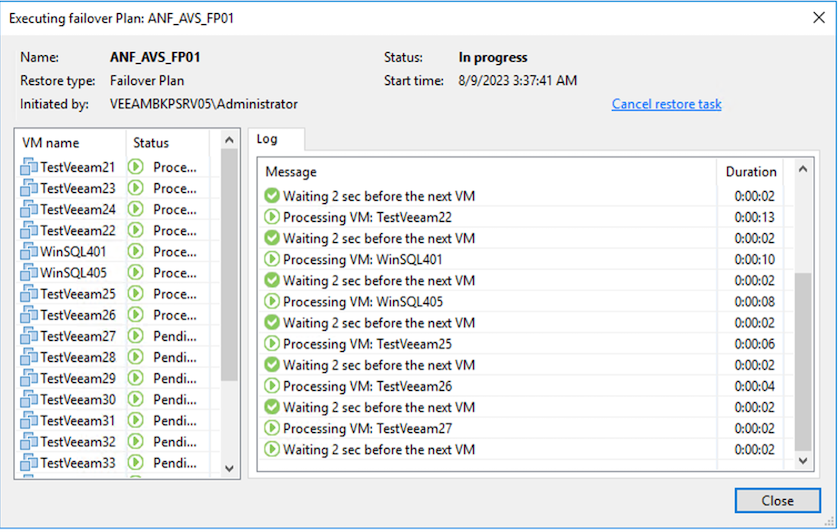 Executing failover Plan: ANF_AVS_FP01
Name: ANF_AVS_FP01 Status: In progress
Restore type: Failover Plan Start time: 8/9/2023 3:37:41 AM
Initiated by: VEEAMBKPSRV05\Administrator Cancel restore task
VM name Status
TestVeeam21 Proce...
TestVeeam23 Proce...
TestVeeam24 Proce...
TestVeeam22 Proce...
WinSQL401 Proce...
WinSQL405 Proce...
TestVeeam25 Proce...
TestVeeam26 Proce...
TestVeeam27 Pendi...
TestVeeam28 Pendi...
TestVeeam29 Pendi...
TestVeeam30 Pendi...
TestVeeam31 Pendi...
TestVeeam32 Pendi...
TestVeeam33 Pendi...
Log
Message Duration
Waiting 2 sec before the next VM 0:00:02
Processing VM: TestVeeam22 0:00:13
Waiting 2 sec before the next VM 0:00:02
Processing VM: WinSQL401 0:00:10
Waiting 2 sec before the next VM 0:00:02
Processing VM: WinSQL405 0:00:08
Waiting 2 sec before the next VM 0:00:02
Processing VM: TestVeeam25 0:00:06
Waiting 2 sec before the next VM 0:00:02
Processing VM: TestVeeam26 0:00:04
Waiting 2 sec before the next VM 0:00:02
Processing VM: TestVeeam27 0:00:02
Waiting 2 sec before the next VM 0:00:02
Close